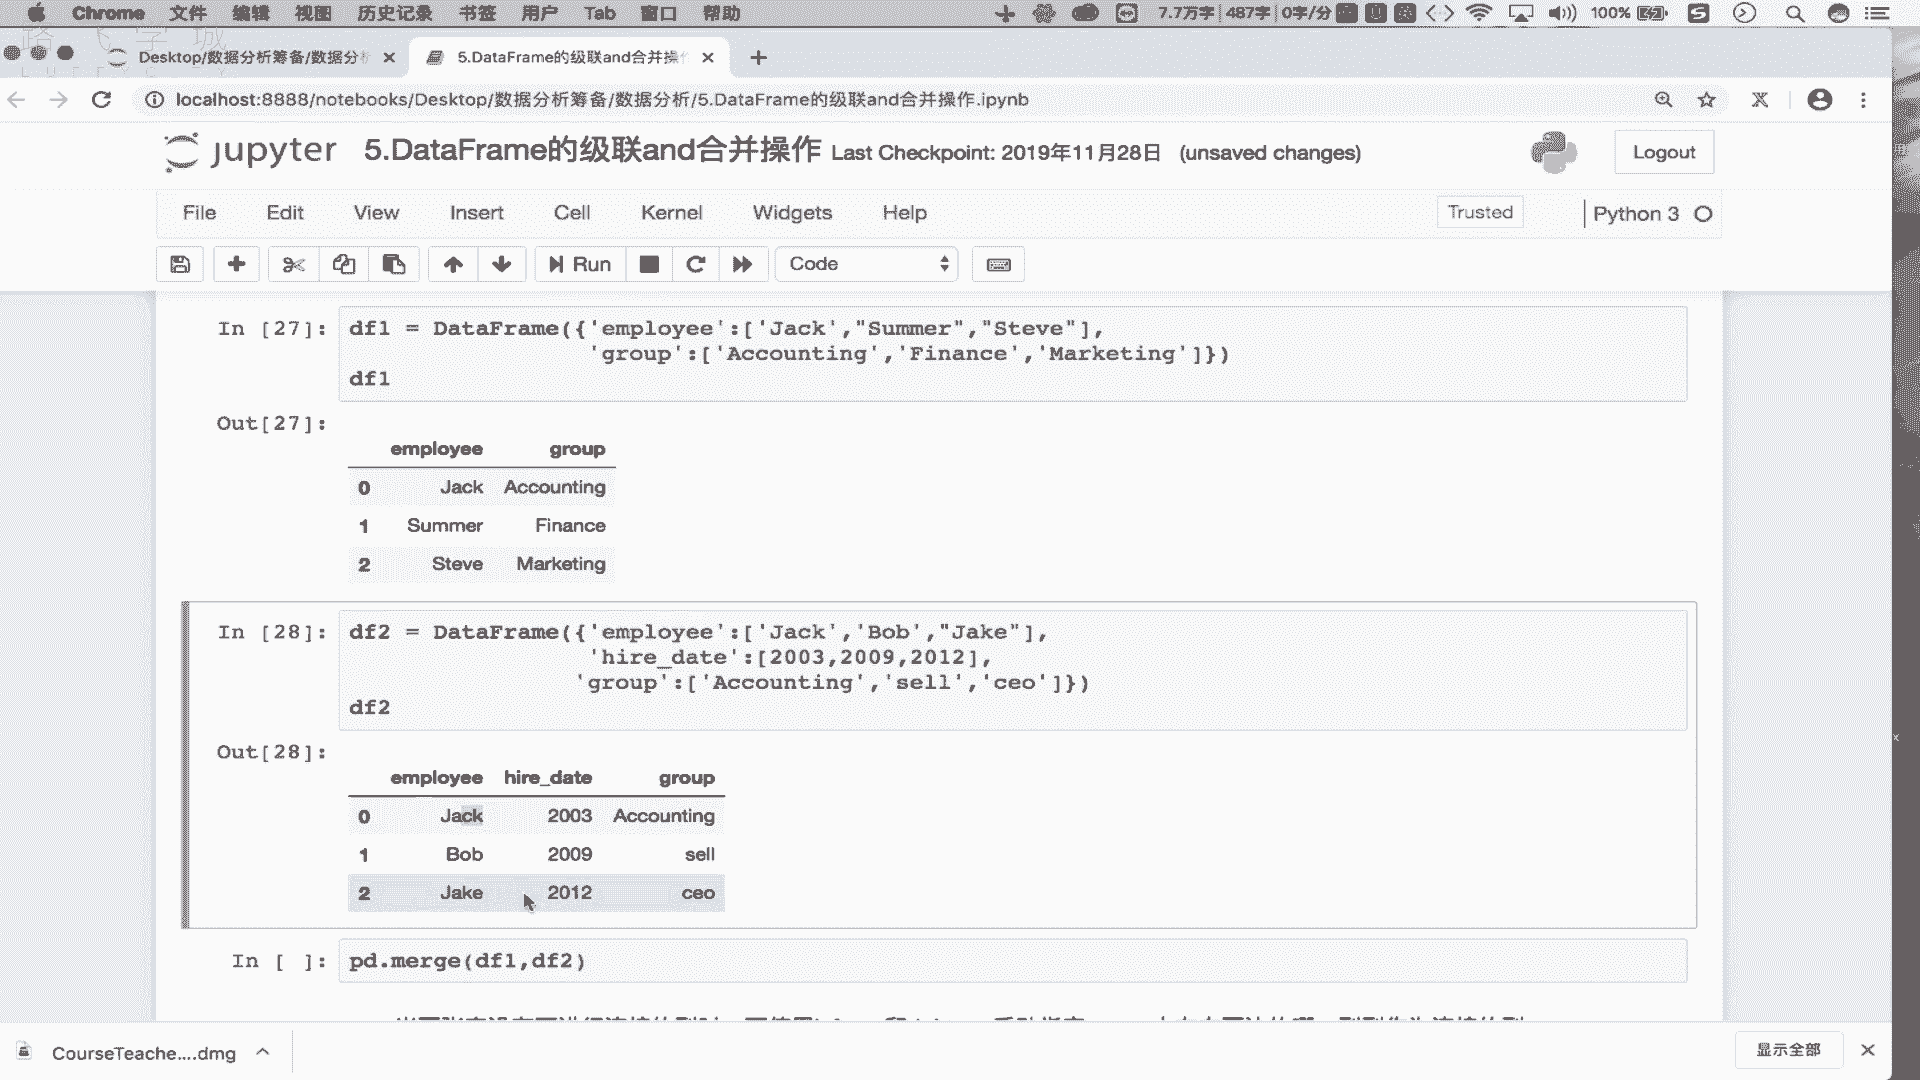 Chrome 文件 编辑 视图 历史记录 书签 用户 Tab 窗口 帮助 7.7万字 487字 0字/分 100%
Desktop/数据分析筹备/数据分析
5.DataFrame的级联and合并操作
localhost:8888/notebooks/Desktop/数据分析筹备/数据分析/5.DataFrame的级联and合并操作.ipynb
jupyter 5.DataFrame的级联and合并操作 Last Checkpoint: 2019年11月28日 (unsaved changes) Logout
File Edit View Insert Cell Kernel Widgets Help Trusted Python 3
Run Code
In [27]: df1 = DataFrame({'employee':['Jack',"Summer","Steve"],
'group':['Accounting','Finance','Marketing']})
df1
Out[27]:
employee group
0 Jack Accounting
1 Summer Finance
2 Steve Marketing
In [28]: df2 = DataFrame({'employee':['Jack','Bob',"Jake"],
'hire_date':[2003,2009,2012],
'group':['Accounting','sell','ceo']})
df2
Out[28]:
employee hire_date group
0 Jack 2003 Accounting
1 Bob 2009 sell
2 Jake 2012 ceo
In [ ]: pd.merge(df1,df2)
CourseTeache....dmg 显示全部